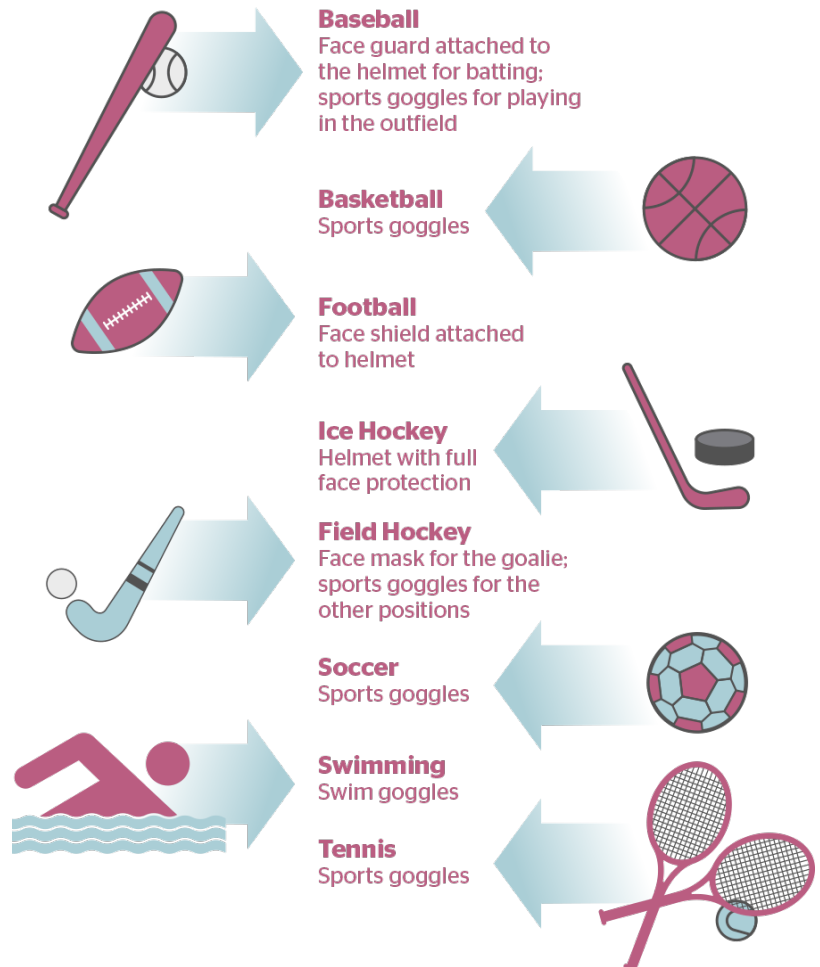 Baseball
Face guard attached to
the helmet for batting;
sports goggles for playing
in the outfield
Basketball
Sports goggles
Football
Face shield attached
to helmet
Ice Hockey
Helmet with full
face protection
Field Hockey
Face mask for the goalie;
sports goggles for the
other positions
Soccer
Sports goggles
Swimming
Swim goggles
Tennis
Sports goggles